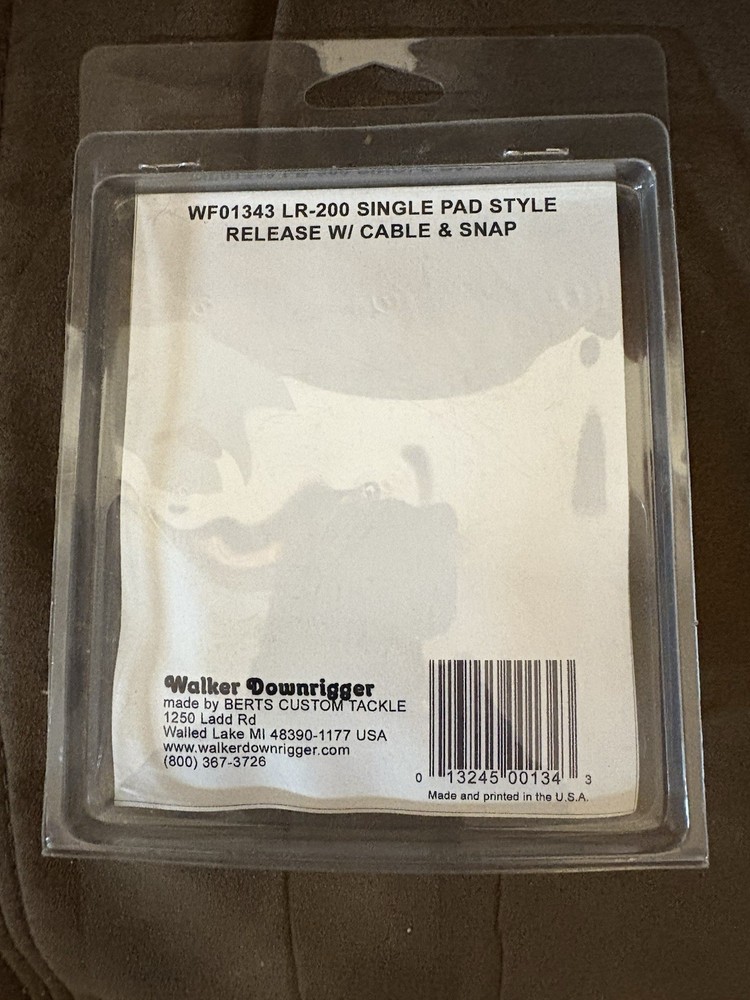 WF01343 LR-200 SINGLE PAD STYLE
RELEASE W/ CABLE & SNAP
Walker Downrigger
made by BERTS CUSTOM TACKLE
1250 Ladd Rd
Walled Lake MI 48390-1177 USA
www.walkerdownrigger.com
(800) 367-3726
0 13245 00134 3
Made and printed in the U.S.A.